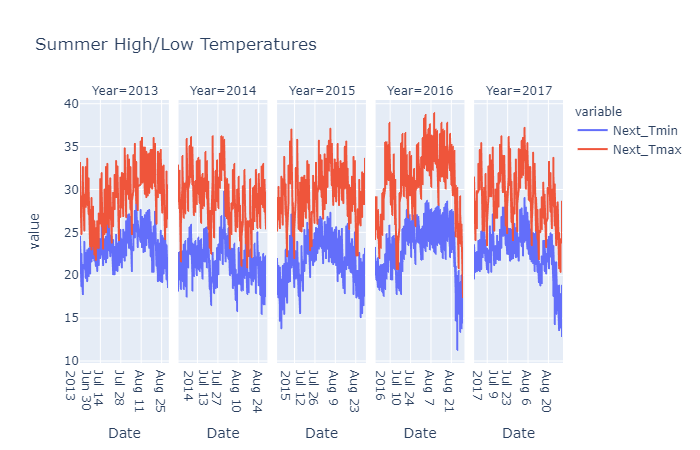 Summer High/Low Temperatures
Year=2013 Year=2014 Year=2015 Year=2016 Year=2017
variable
Next_Tmin
Next_Tmax
value
40
35
30
25
20
15
10
Jun 30
2013
Jul 14
Jul 28
Aug 11
Aug 25
2014
Jul 13
Jul 27
Aug 10
Aug 24
2015
Jul 12
Jul 26
Aug 9
Aug 23
2016
Jul 10
Jul 24
Aug 7
Aug 21
2017
Jul 9
Jul 23
Aug 6
Aug 20
Date Date Date Date Date